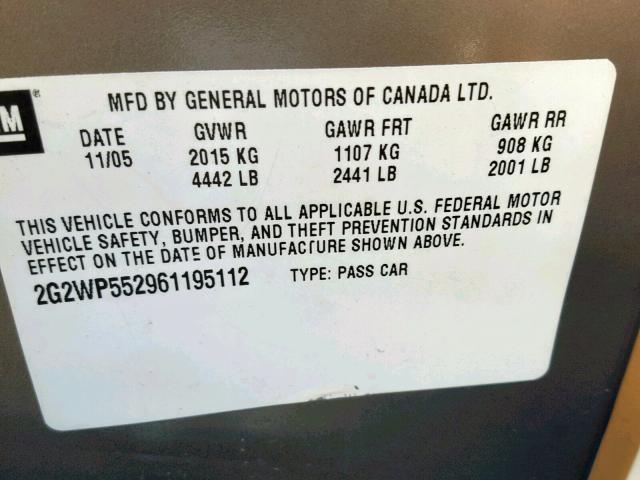 M ®
MFD BY GENERAL MOTORS OF CANADA LTD.
DATE GVWR GAWR FRT GAWR RR
11/05 2015 KG 1107 KG 908 KG
4442 LB 2441 LB 2001 LB
THIS VEHICLE CONFORMS TO ALL APPLICABLE U.S. FEDERAL MOTOR
VEHICLE SAFETY, BUMPER, AND THEFT PREVENTION STANDARDS IN
EFFECT ON THE DATE OF MANUFACTURE SHOWN ABOVE.
2G2WP552961195112 TYPE: PASS CAR